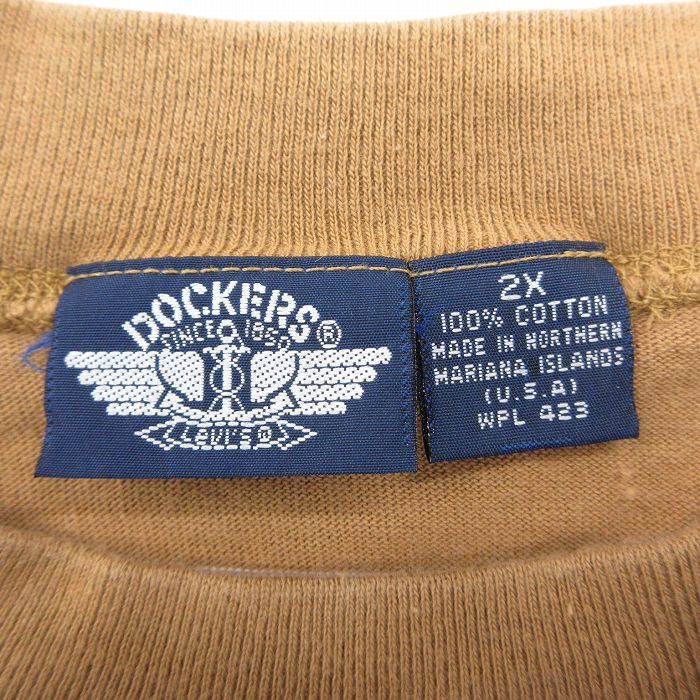 DOCKERS®
SINCE 1850
LEVI'S®
2X
100% COTTON
MADE IN NORTHERN
MARIANA ISLANDS
(U.S.A)
WPL 423